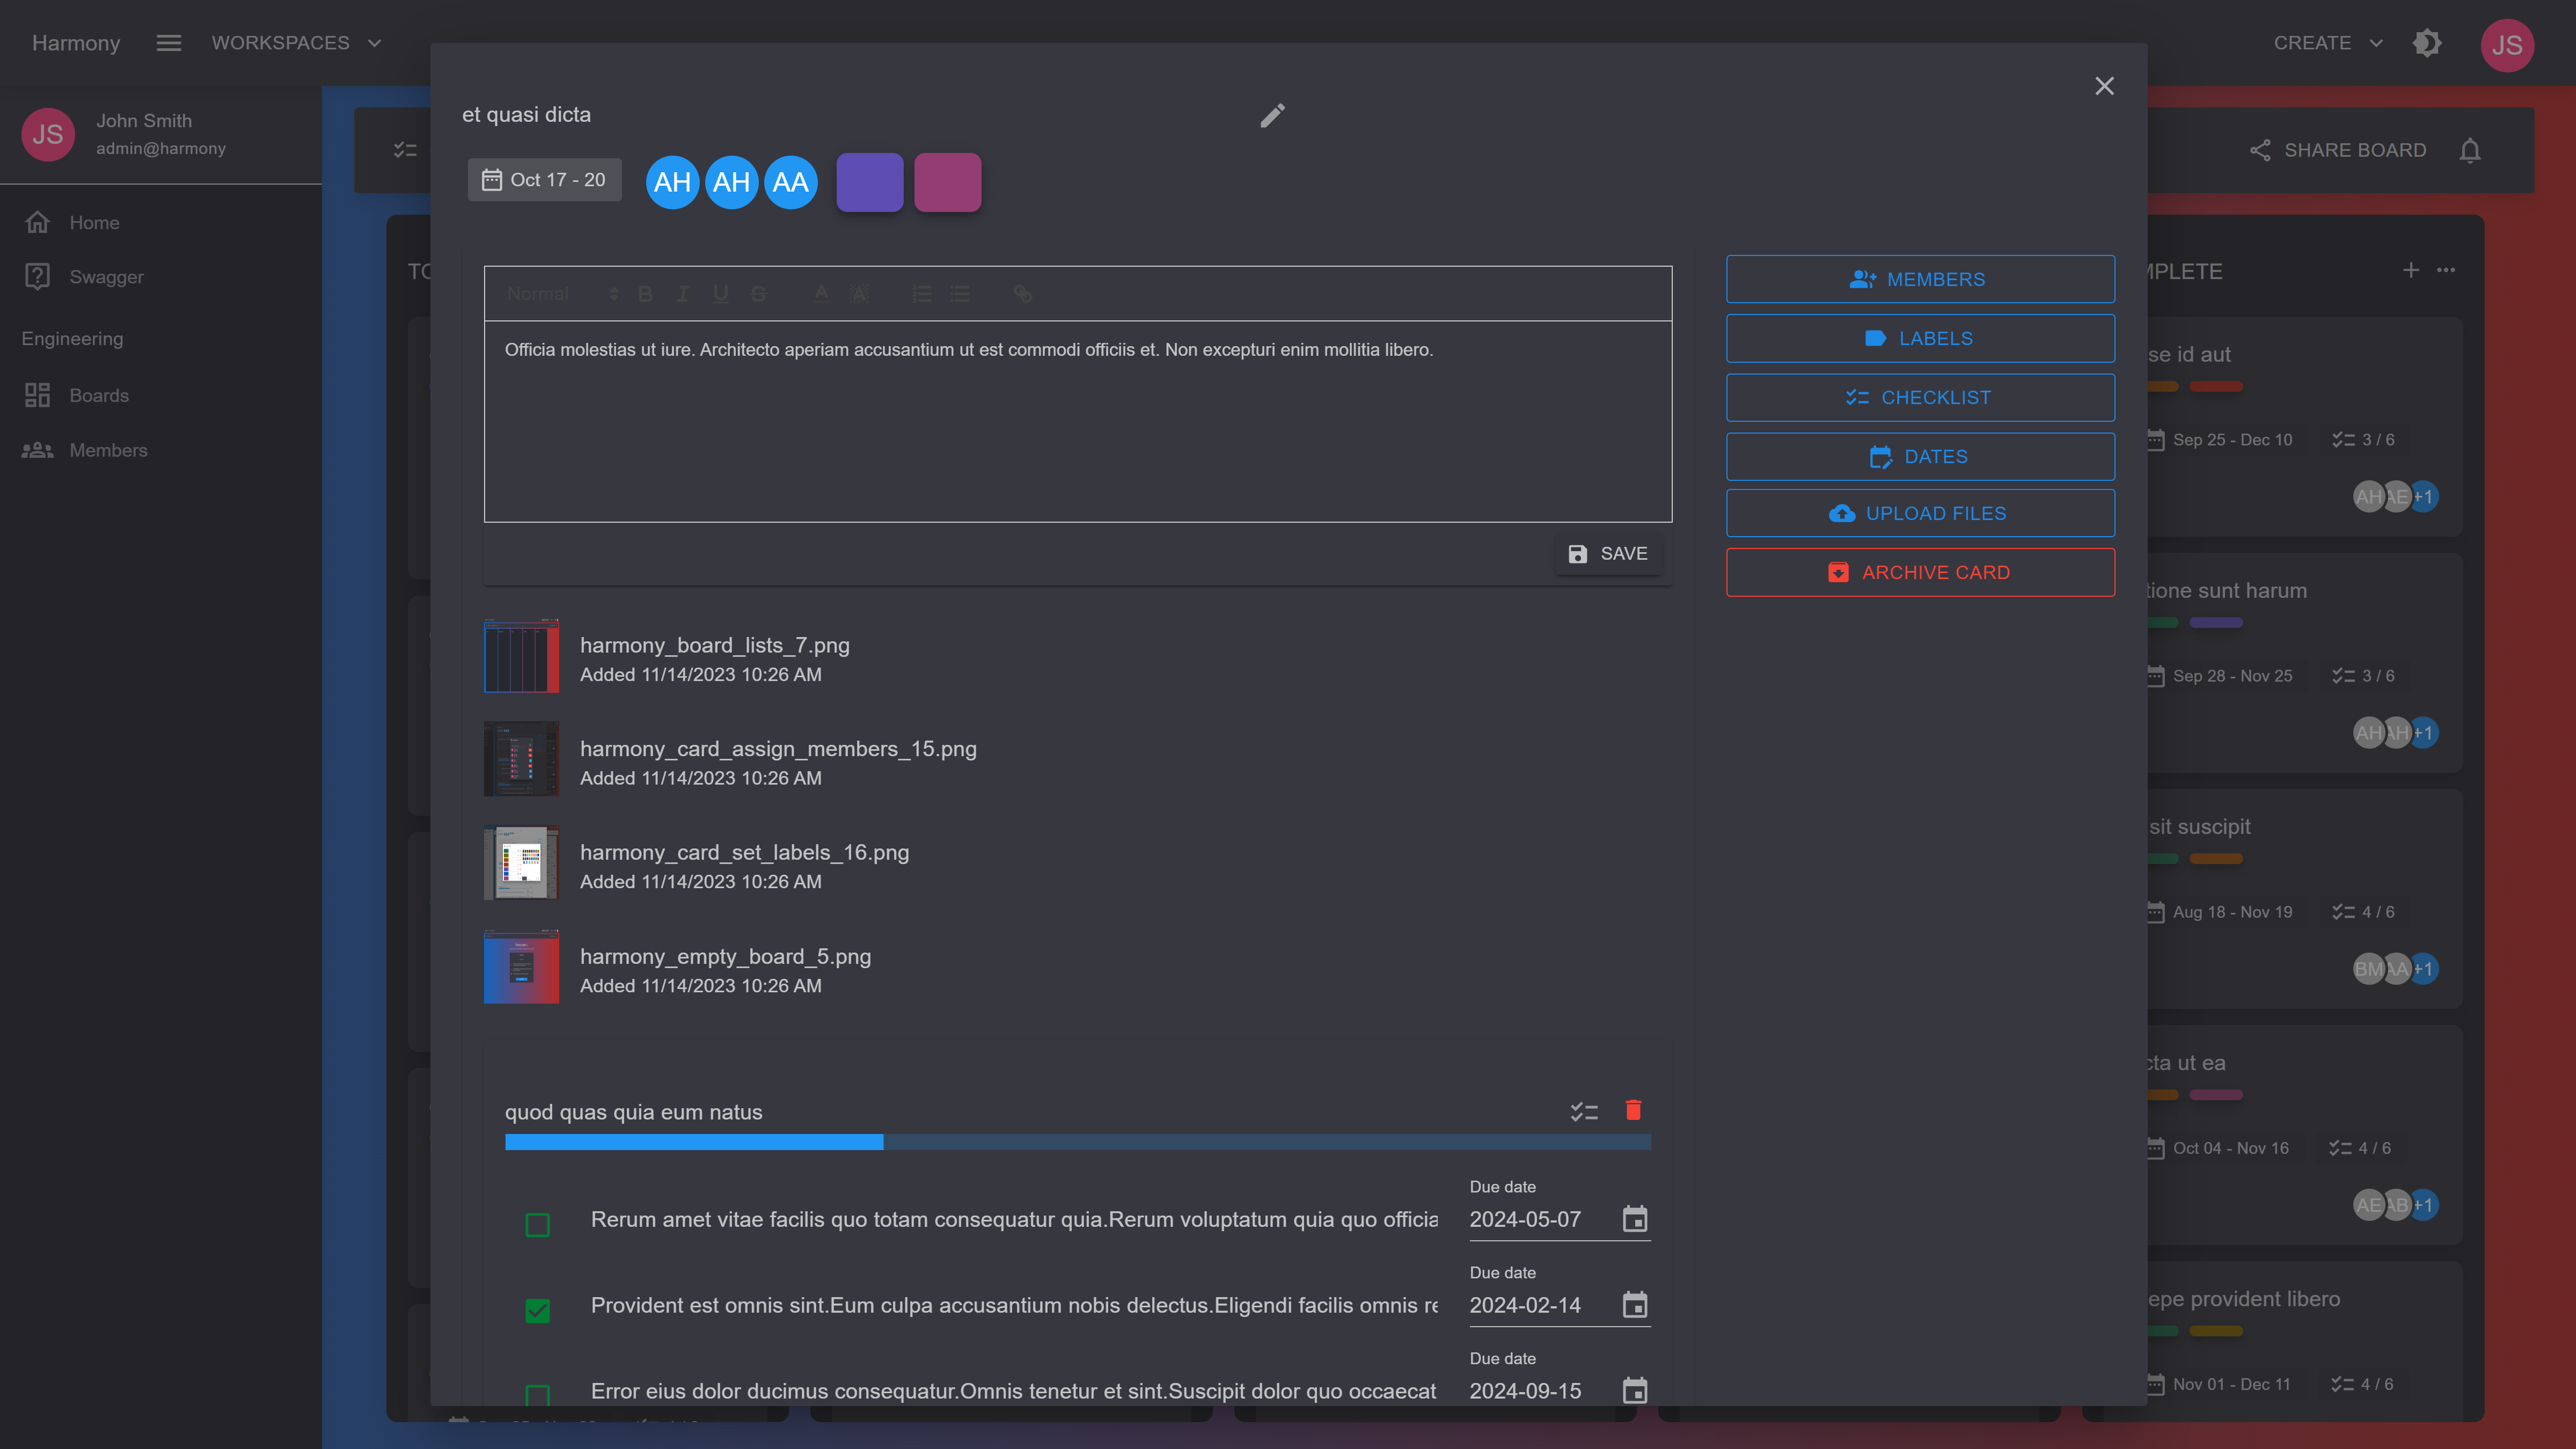 Harmony
WORKSPACES
CREATE
JS
JS
John Smith
admin@harmony
Home
Swagger
Engineering
Boards
Members
SHARE BOARD
et quasi dicta
Oct 17 - 20
AH AH AA
Normal
Officia molestias ut iure. Architecto aperiam accusantium ut est commodi officiis et. Non excepturi enim mollitia libero.
SAVE
MEMBERS
LABELS
CHECKLIST
DATES
UPLOAD FILES
ARCHIVE CARD
harmony_board_lists_7.png
Added 11/14/2023 10:26 AM
harmony_card_assign_members_15.png
Added 11/14/2023 10:26 AM
harmony_card_set_labels_16.png
Added 11/14/2023 10:26 AM
harmony_empty_board_5.png
Added 11/14/2023 10:26 AM
quod quas quia eum natus
Rerum amet vitae facilis quo totam consequatur quia.Rerum voluptatum quia quo officia
Due date
2024-05-07
Provident est omnis sint.Eum culpa accusantium nobis delectus.Eligendi facilis omnis re
Due date
2024-02-14
Error eius dolor ducimus consequatur.Omnis tenetur et sint.Suscipit dolor quo occaecat
Due date
2024-09-15
MPLETE
se id aut
Sep 25 - Dec 10
3 / 6
AH AE +1
tione sunt harum
Sep 28 - Nov 25
3 / 6
AH AH +1
sit suscipit
Aug 18 - Nov 19
4 / 6
BM AA +1
cta ut ea
Oct 04 - Nov 16
4 / 6
AE AB +1
epe provident libero
Nov 01 - Dec 11
4 / 6